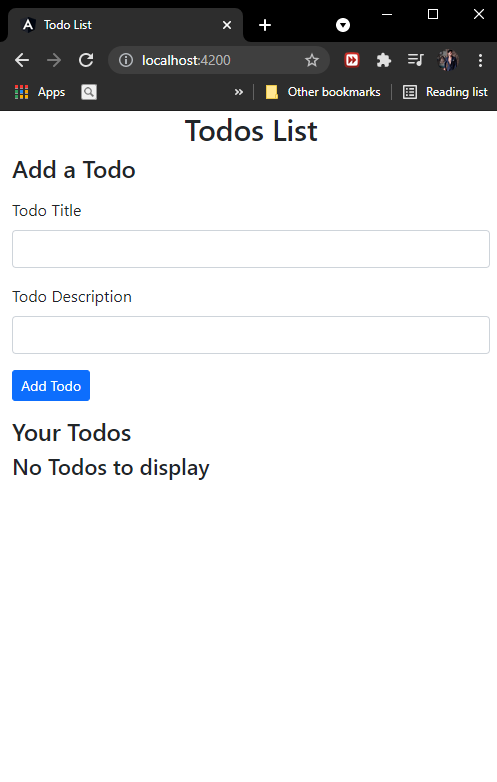 Todo List
localhost:4200
Apps
» Other bookmarks Reading list
Todos List
Add a Todo
Todo Title
Todo Description
Add Todo
Your Todos
No Todos to display